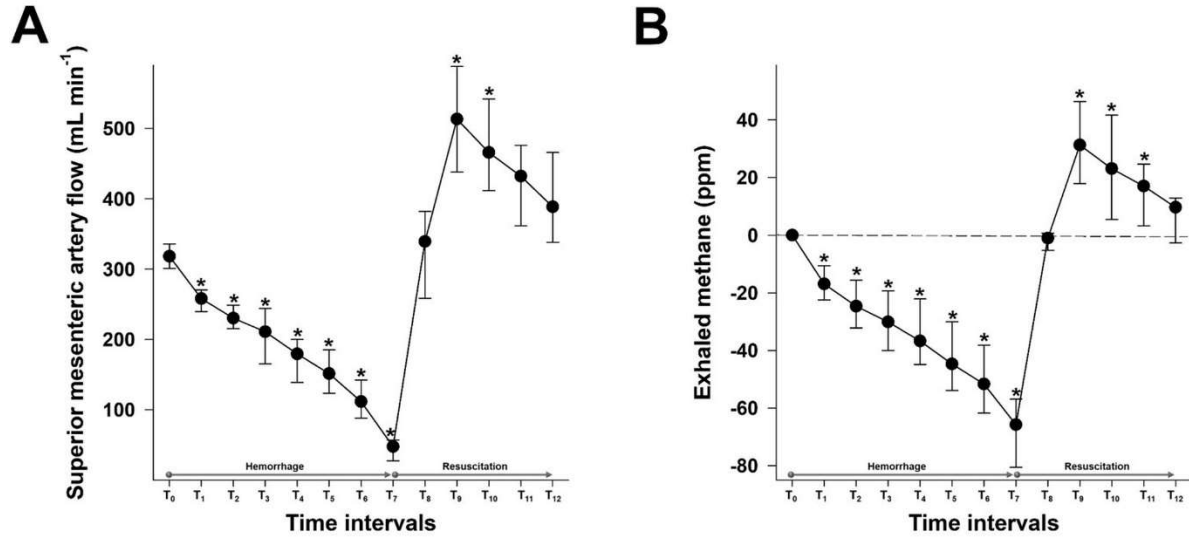 A
Superior mesenteric artery flow (mL min⁻¹)
500
400
300
200
100
*
*
*
*
*
*
*
*
*
Hemorrhage
Resuscitation
T₀ T₁ T₂ T₃ T₄ T₅ T₆ T₇ T₈ T₉ T₁₀ T₁₁ T₁₂
Time intervals
B
Exhaled methane (ppm)
40
20
0
-20
-40
-60
-80
*
*
*
*
*
*
*
*
*
*
Hemorrhage
Resuscitation
T₀ T₁ T₂ T₃ T₄ T₅ T₆ T₇ T₈ T₉ T₁₀ T₁₁ T₁₂
Time intervals